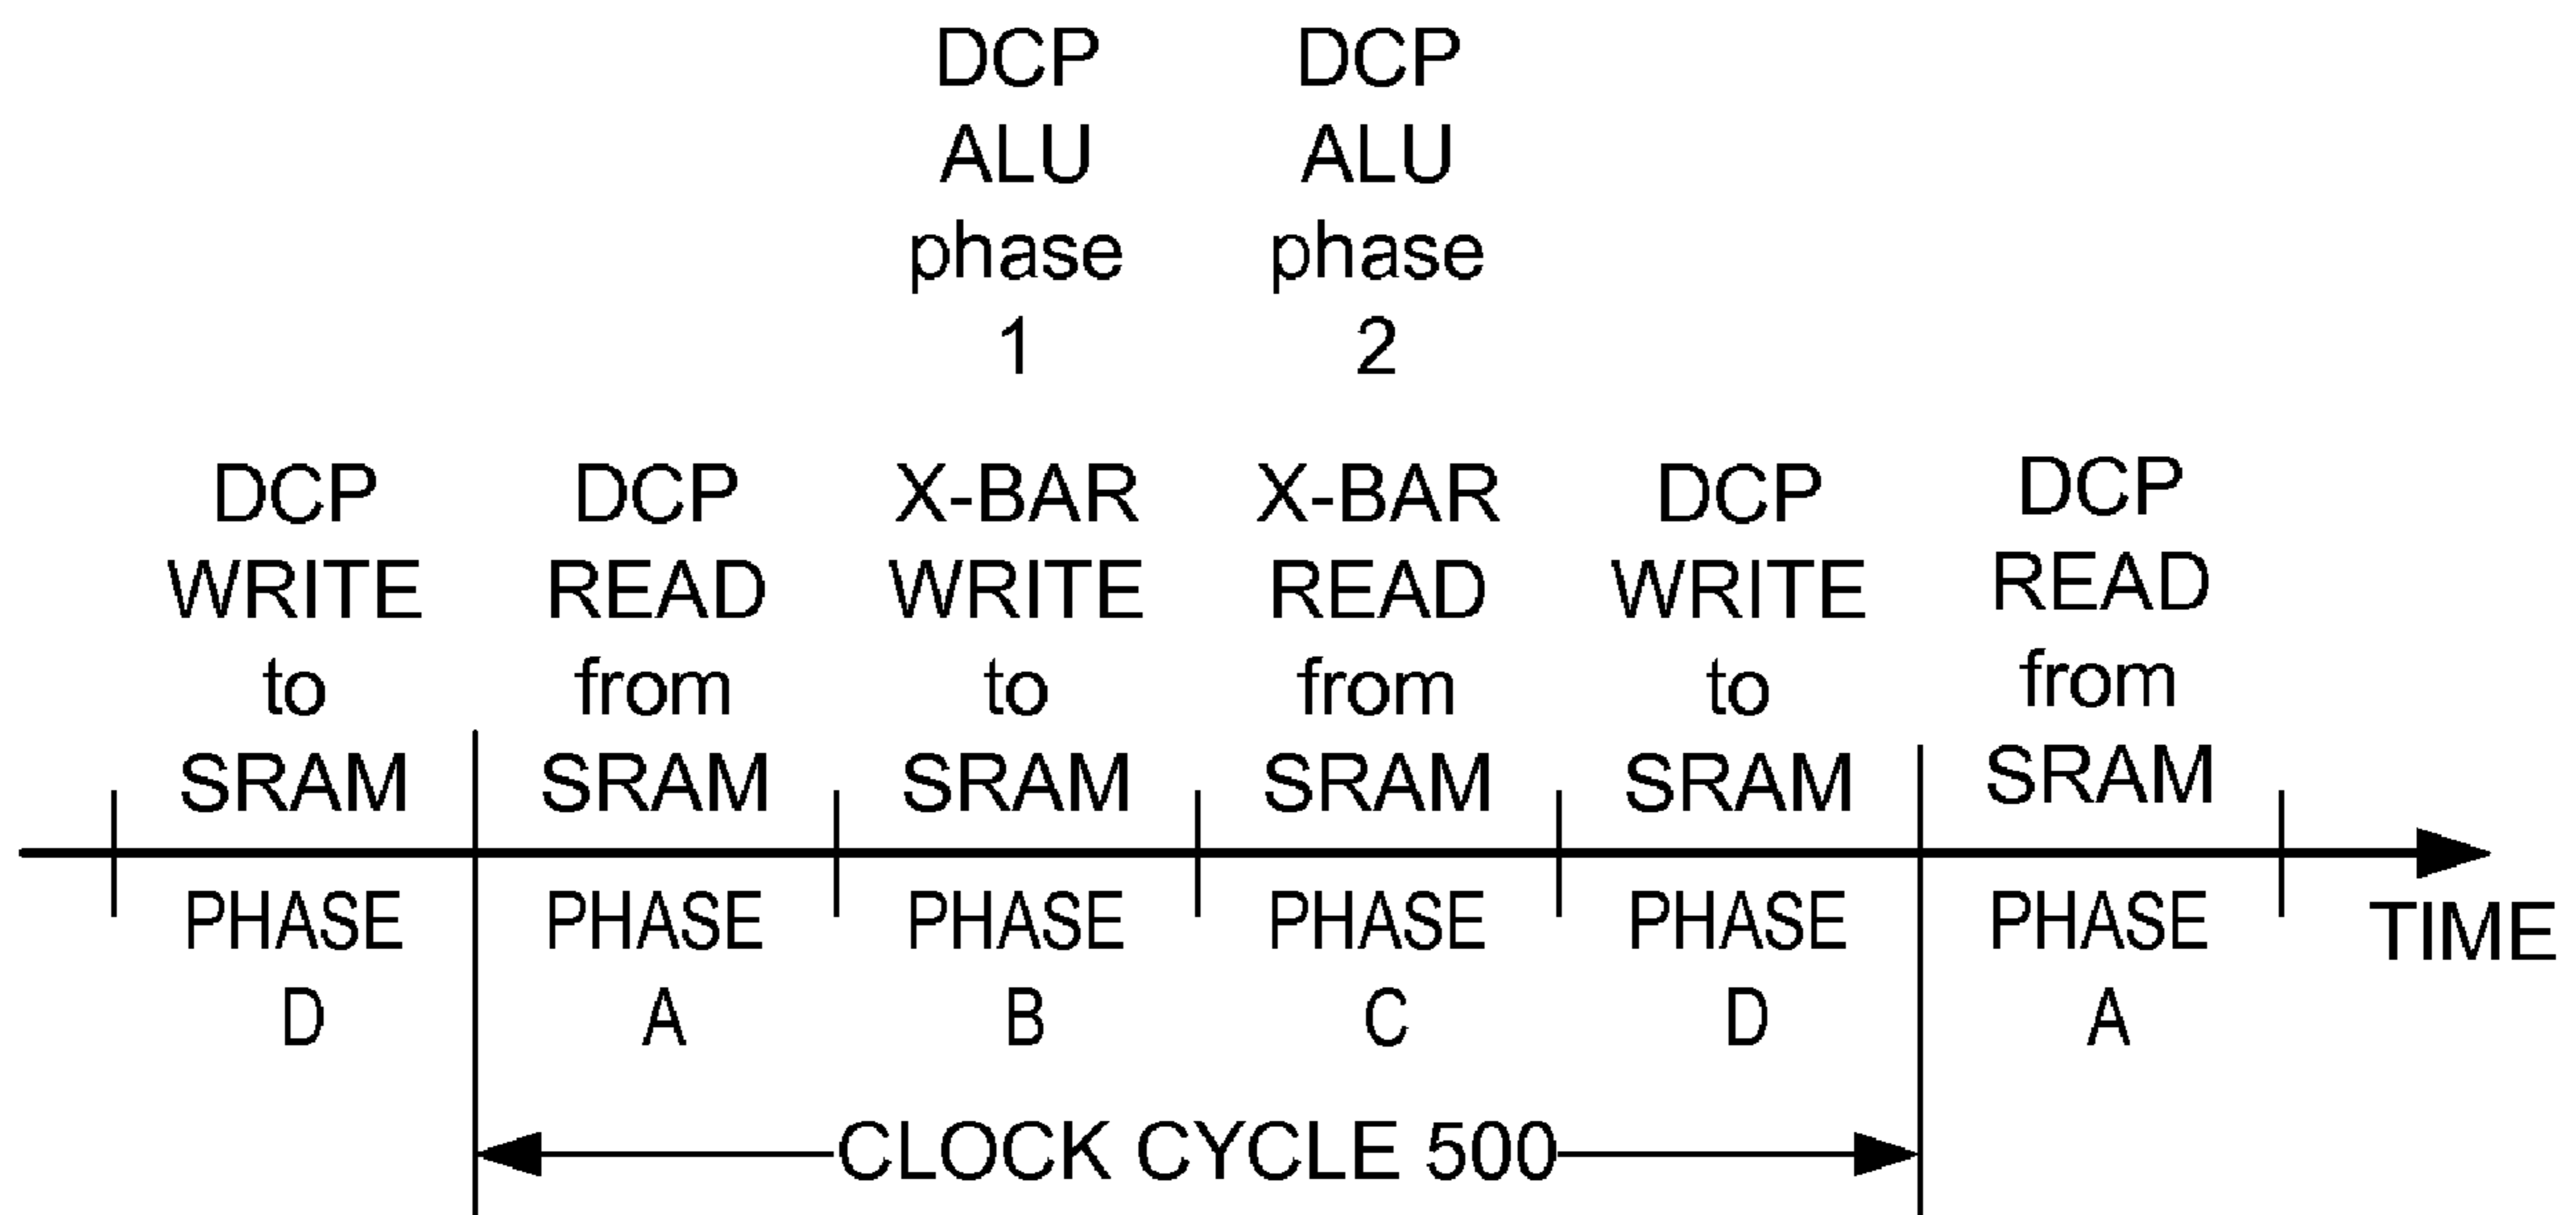 DCP
ALU
phase
1
DCP
ALU
phase
2
DCP
WRITE
to
SRAM
DCP
READ
from
SRAM
X-BAR
WRITE
to
SRAM
X-BAR
READ
from
SRAM
DCP
WRITE
to
SRAM
DCP
READ
from
SRAM
PHASE
D
PHASE
A
PHASE
B
PHASE
C
PHASE
D
PHASE
A
TIME
CLOCK CYCLE 500